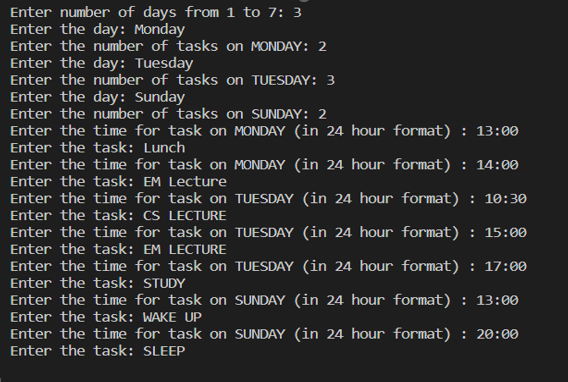 Enter number of days from 1 to 7: 3
Enter the day: Monday
Enter the number of tasks on MONDAY: 2
Enter the day: Tuesday
Enter the number of tasks on TUESDAY: 3
Enter the day: Sunday
Enter the number of tasks on SUNDAY: 2
Enter the time for task on MONDAY (in 24 hour format) : 13:00
Enter the task: Lunch
Enter the time for task on MONDAY (in 24 hour format) : 14:00
Enter the task: EM Lecture
Enter the time for task on TUESDAY (in 24 hour format) : 10:30
Enter the task: CS LECTURE
Enter the time for task on TUESDAY (in 24 hour format) : 15:00
Enter the task: EM LECTURE
Enter the time for task on TUESDAY (in 24 hour format) : 17:00
Enter the task: STUDY
Enter the time for task on SUNDAY (in 24 hour format) : 13:00
Enter the task: WAKE UP
Enter the time for task on SUNDAY (in 24 hour format) : 20:00
Enter the task: SLEEP